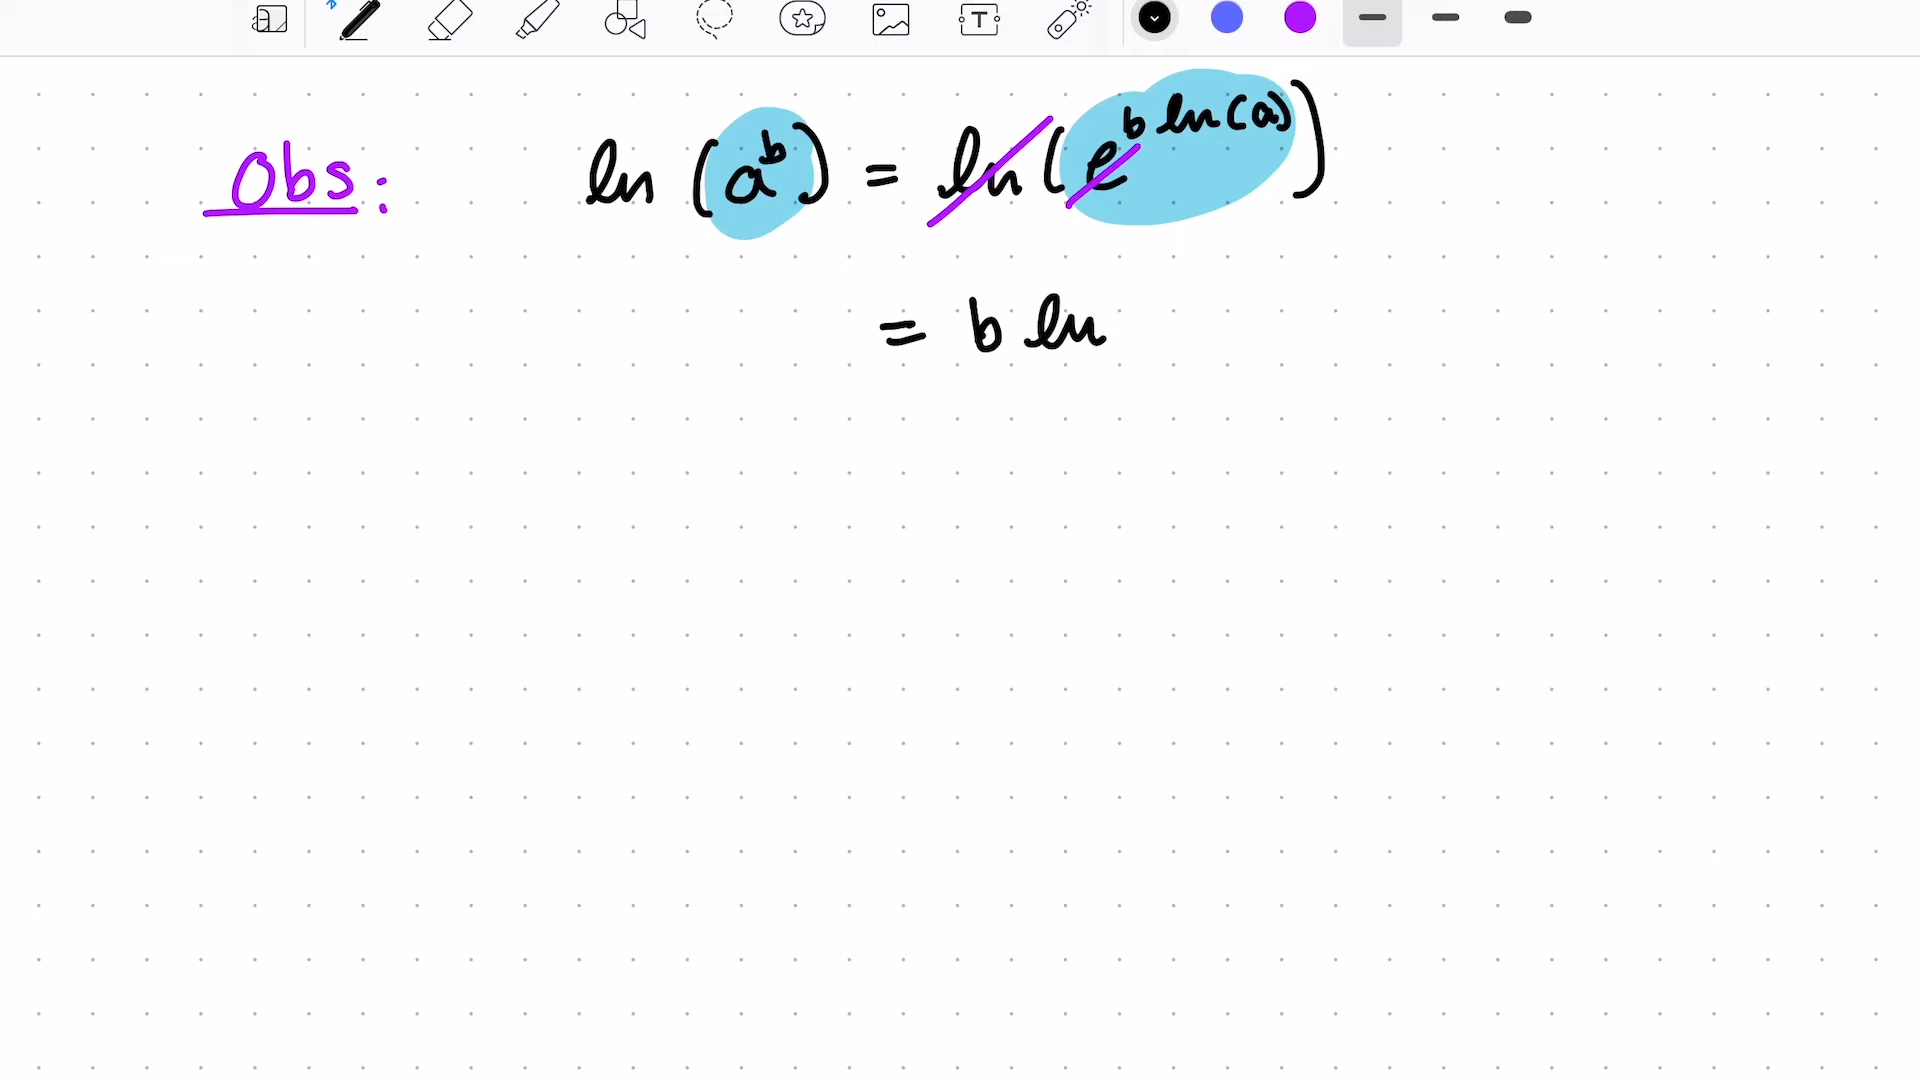 Obs: ln (a^b) = ln (e^{b ln(a)})
= b ln